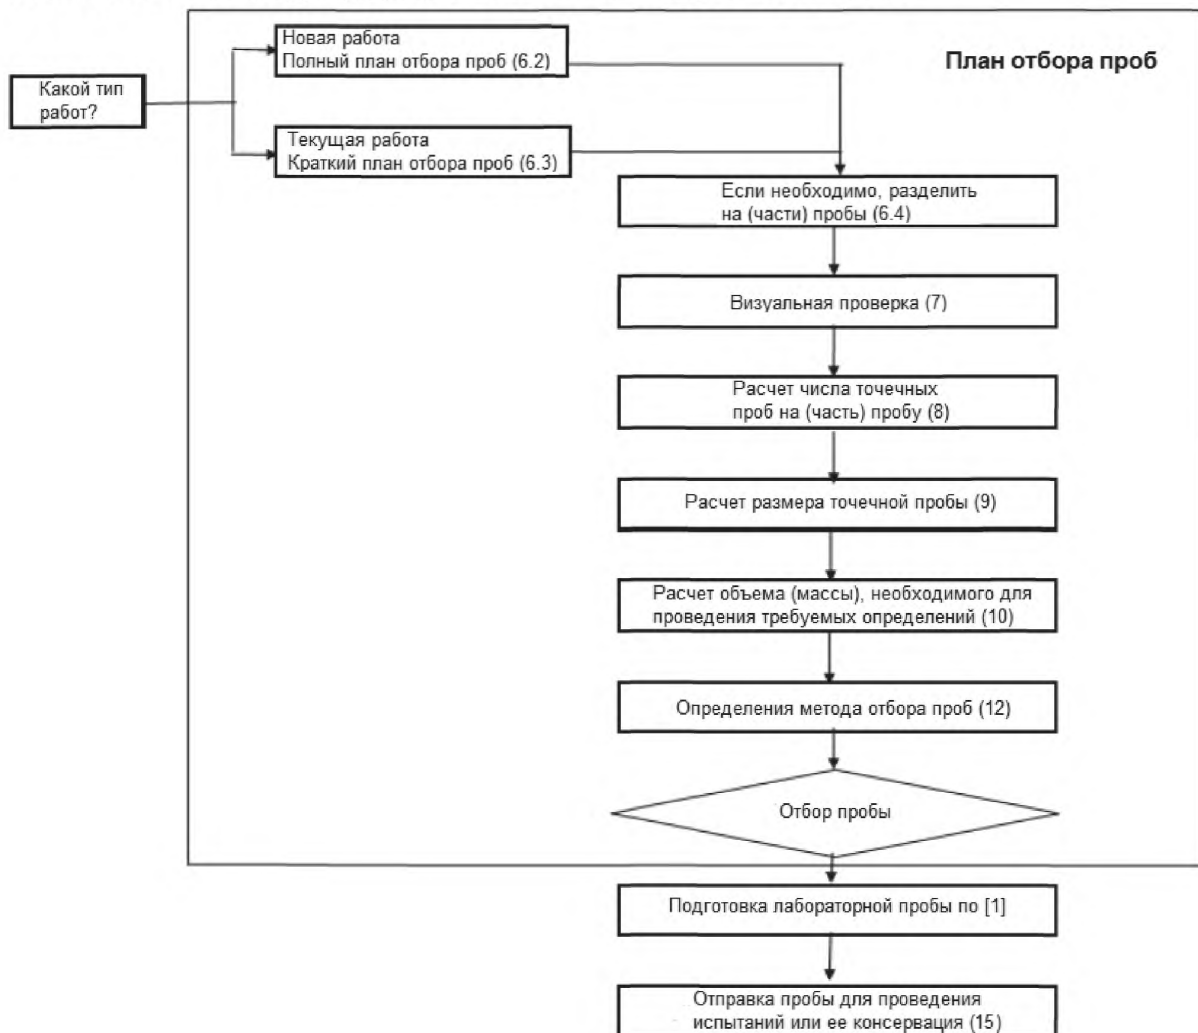 Новая работа
Полный план отбора проб (6.2)
План отбора проб
Какой тип
работ?
Текущая работа
Краткий план отбора проб (6.3)
Если необходимо, разделить
на (части) пробы (6.4)
Визуальная проверка (7)
Расчет числа точечных
проб на (часть) пробу (8)
Расчет размера точечной пробы (9)
Расчет объема (массы), необходимого для
проведения требуемых определений (10)
Определения метода отбора проб (12)
Отбор пробы
Подготовка лабораторной пробы по [1]
Отправка пробы для проведения
испытаний или ее консервация (15)